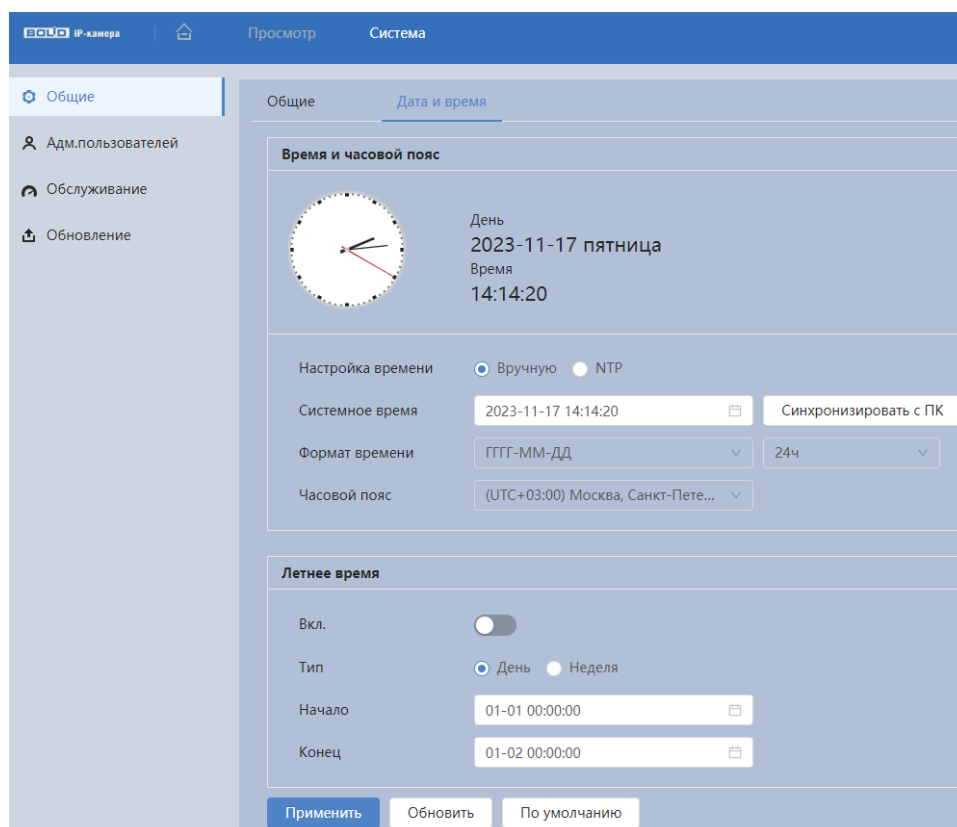 BOLID IP-камера Просмотр Система
Общие
Адм.пользователей
Обслуживание
Обновление
Общие Дата и время
Время и часовой пояс
День
2023-11-17 пятница
Время
14:14:20
Настройка времени Вручную NTP
Системное время 2023-11-17 14:14:20 Синхронизировать с ПК
Формат времени ГГГГ-ММ-ДД 24ч
Часовой пояс (UTC+03:00) Москва, Санкт-Пете...
Летнее время
Вкл.
Тип День Неделя
Начало 01-01 00:00:00
Конец 01-02 00:00:00
Применить Обновить По умолчанию